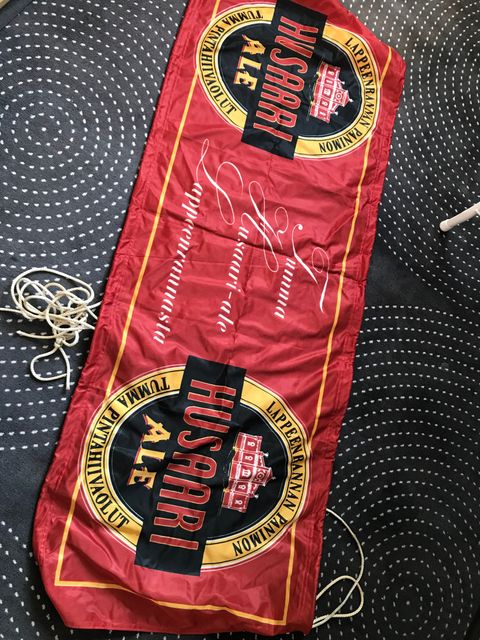 LAPPEENRANNAN PANIMON
HUSAARI
ALE
TUMMA PINTAHIIVAOLUT
Tumma
Husaari-ale
Lappeenrannasta
LAPPEENRANNAN PANIMON
HUSAARI
ALE
TUMMA PINTAHIIVAOLUT